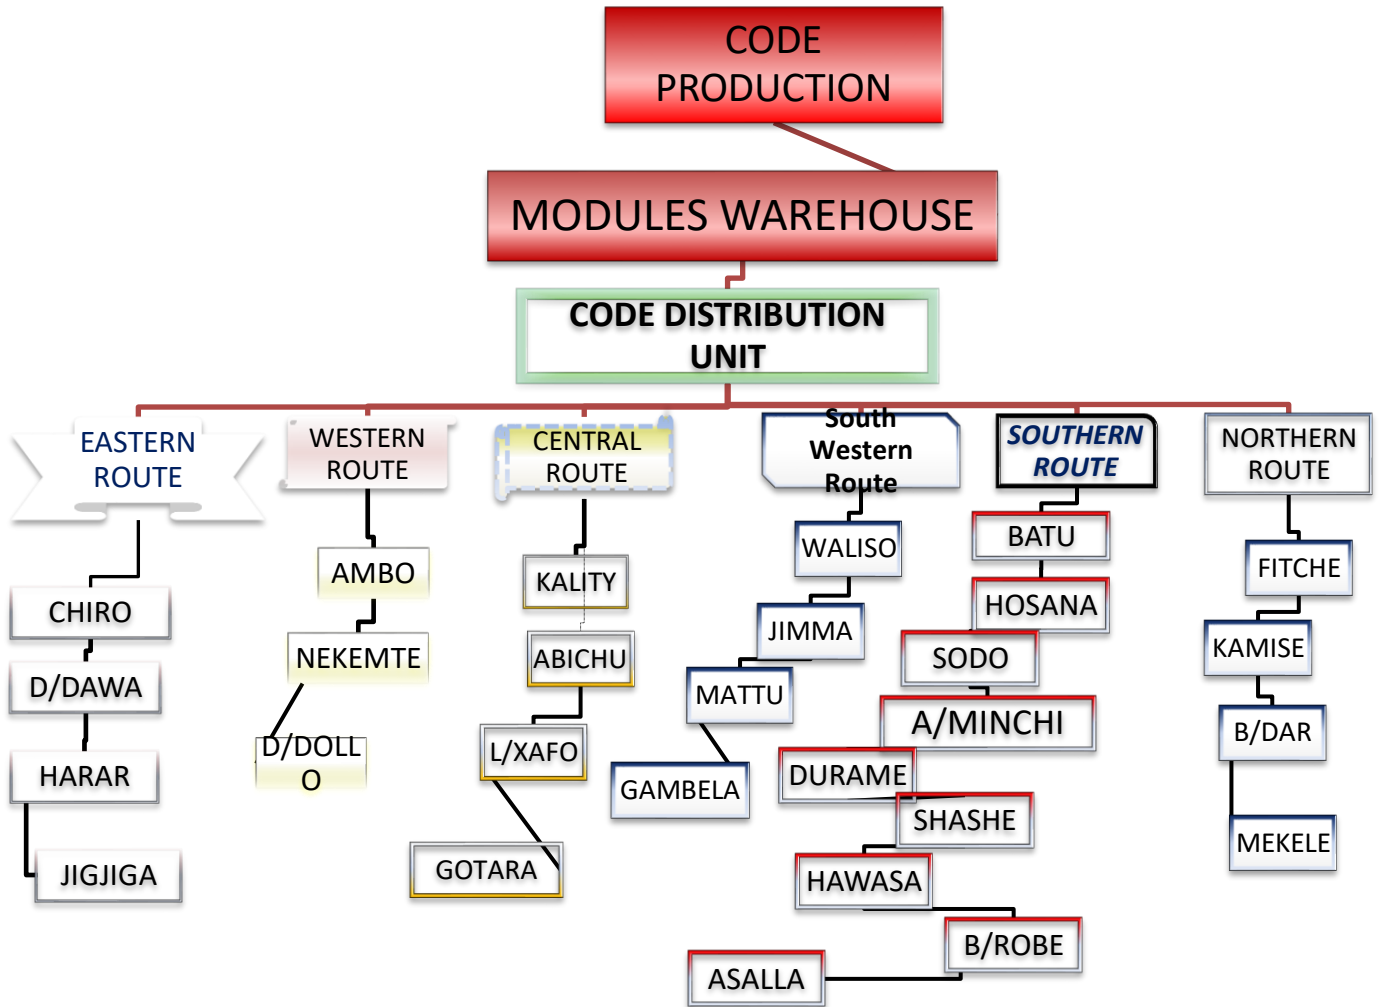 CODE
PRODUCTION
MODULES WAREHOUSE
CODE DISTRIBUTION
UNIT
EASTERN
ROUTE
CHIRO
D/DAWA
HARAR
JIGJIGA
WESTERN
ROUTE
AMBO
NEKEMTE
D/DOLL
O
CENTRAL
ROUTE
KALITY
ABICHU
L/XAFO
GOTARA
South
Western
Route
WALISO
JIMMA
MATTU
GAMBELA
SOUTHERN
ROUTE
BATU
HOSANA
SODO
A/MINCHI
DURAME
SHASHE
HAWASA
B/ROBE
ASALLA
NORTHERN
ROUTE
FITCHE
KAMISE
B/DAR
MEKELE